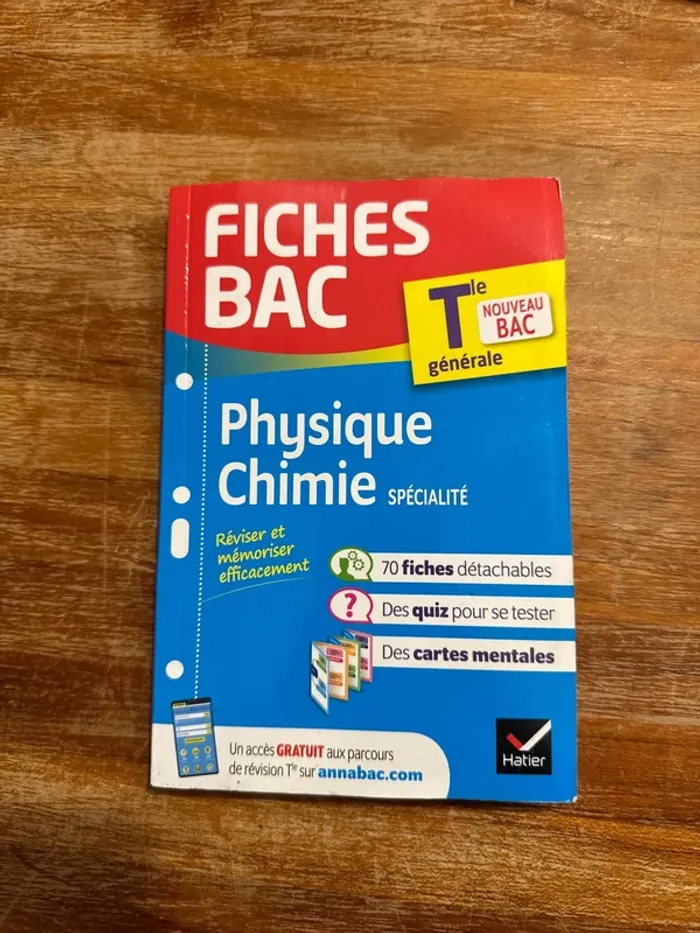 FICHES
BAC
Tle
générale
NOUVEAU
BAC
Physique
Chimie SPÉCIALITÉ
Réviser et
mémoriser
efficacement
70 fiches détachables
?
Des quiz pour se tester
Des cartes mentales
Un accès GRATUIT aux parcours
de révision Tle sur annabac.com
Hatier